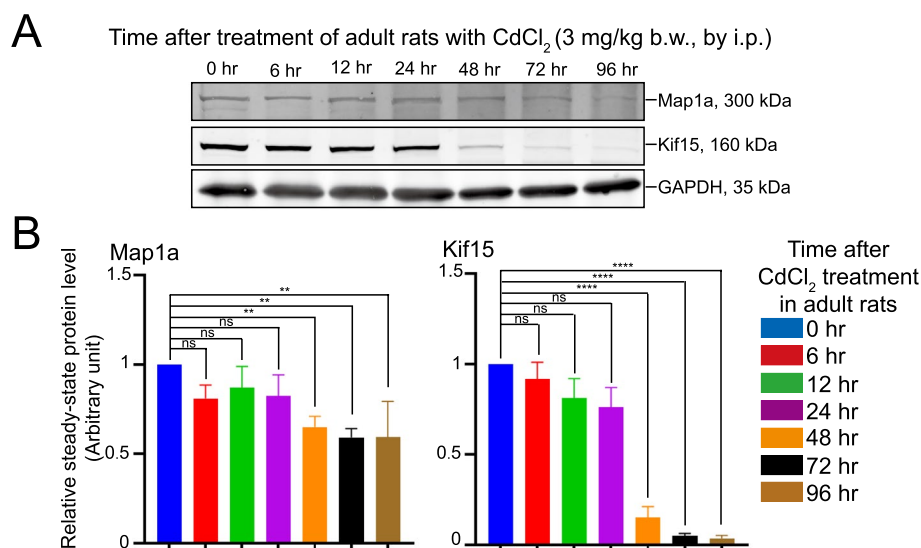 A
Time after treatment of adult rats with CdCl2 (3 mg/kg b.w., by i.p.)
0 hr 6 hr 12 hr 24 hr 48 hr 72 hr 96 hr
Map1a, 300 kDa
Kif15, 160 kDa
GAPDH, 35 kDa
B
Relative steady-state protein level
(Arbitrary unit)
Map1a
1.5
1
0.5
0
**
**
**
ns
ns
ns
Kif15
1.5
1
0.5
0
****
****
****
ns
ns
ns
Time after
CdCl2 treatment
in adult rats
0 hr
6 hr
12 hr
24 hr
48 hr
72 hr
96 hr